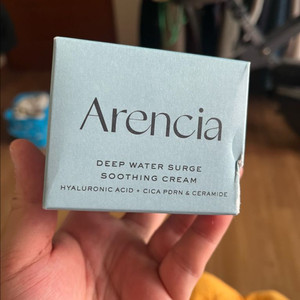 Arencia
DEEP WATER SURGE
SOOTHING CREAM
HYALURONIC ACID + CICA PDRN & CERAMIDE